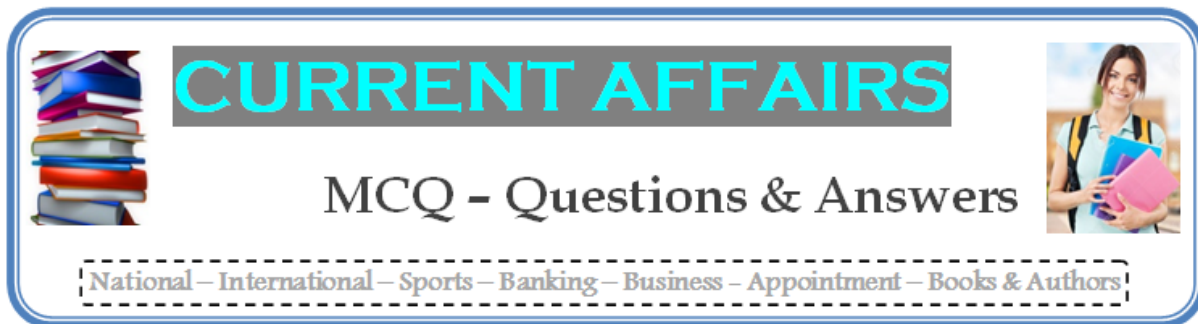 CURRENT AFFAIRS
MCQ – Questions & Answers
National – International – Sports – Banking – Business – Appointment – Books & Authors